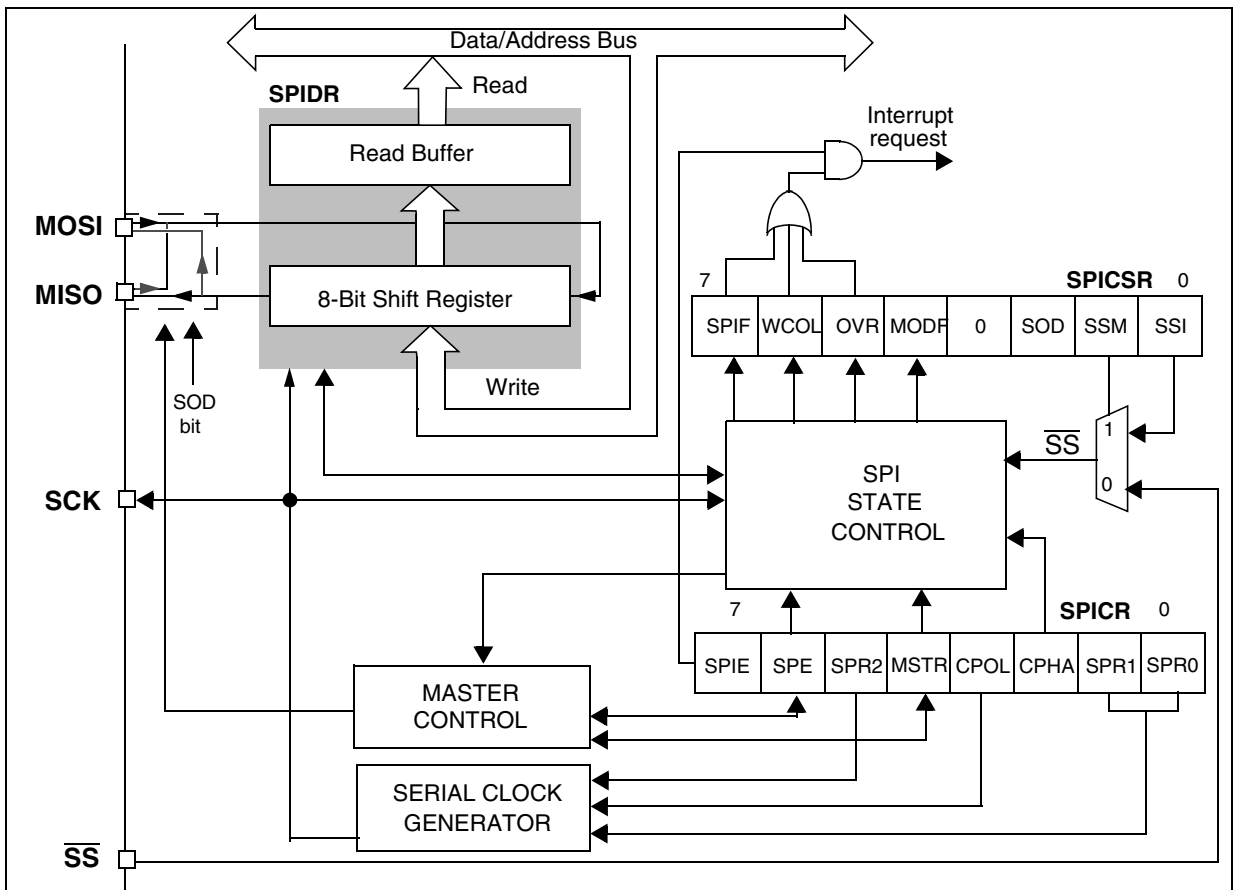 Data/Address Bus
SPIDR
Read
Read Buffer
Interrupt
request
MOSI
MISO
8-Bit Shift Register
7
SPICSR
0
SPIF
WCOL
OVR
MODF
0
SOD
SSM
SSI
Write
SOD
bit
1
SS
0
SCK
SPI
STATE
CONTROL
7
SPICR
0
SPIE
SPE
SPR2
MSTR
CPOL
CPHA
SPR1
SPR0
MASTER
CONTROL
SERIAL CLOCK
GENERATOR
SS